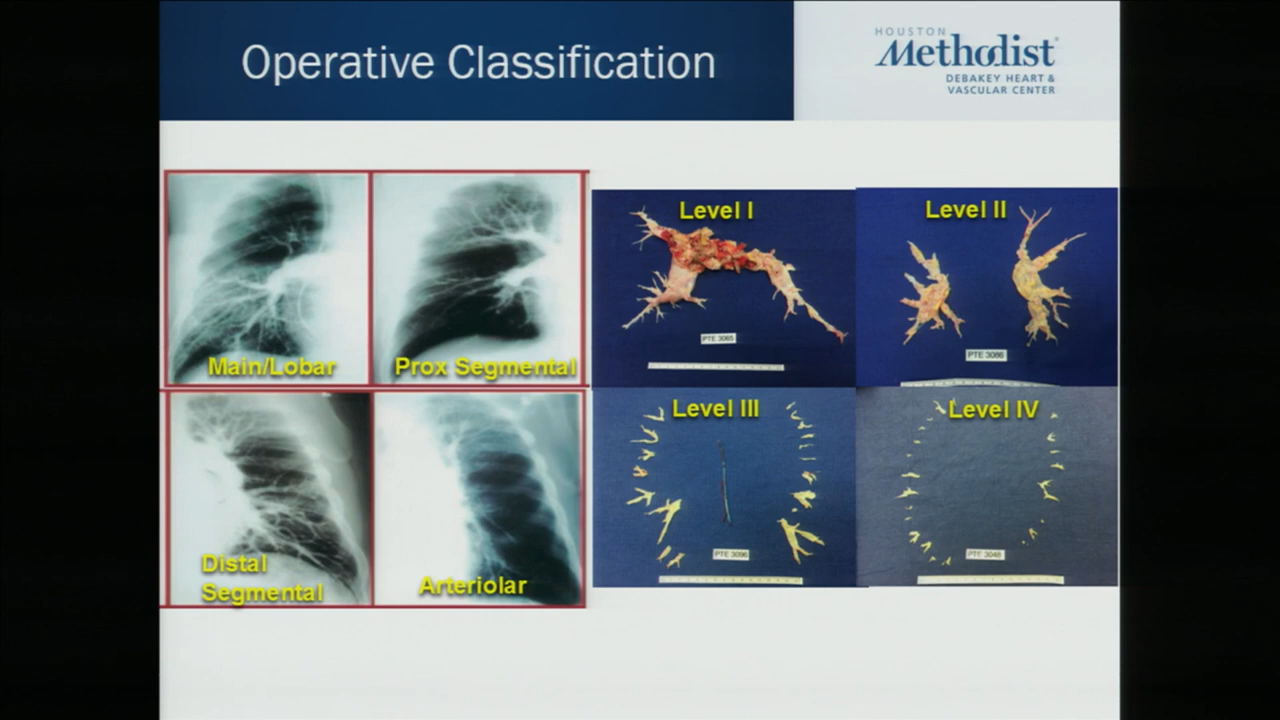 Operative Classification
HOUSTON
Methodist
DEBAKEY HEART &
VASCULAR CENTER
Main/Lobar
Prox Segmental
Distal
Segmental
Arteriolar
Level I
PTE 3065
Level II
PTE 3086
Level III
PTE 3096
Level IV
PTE 3048